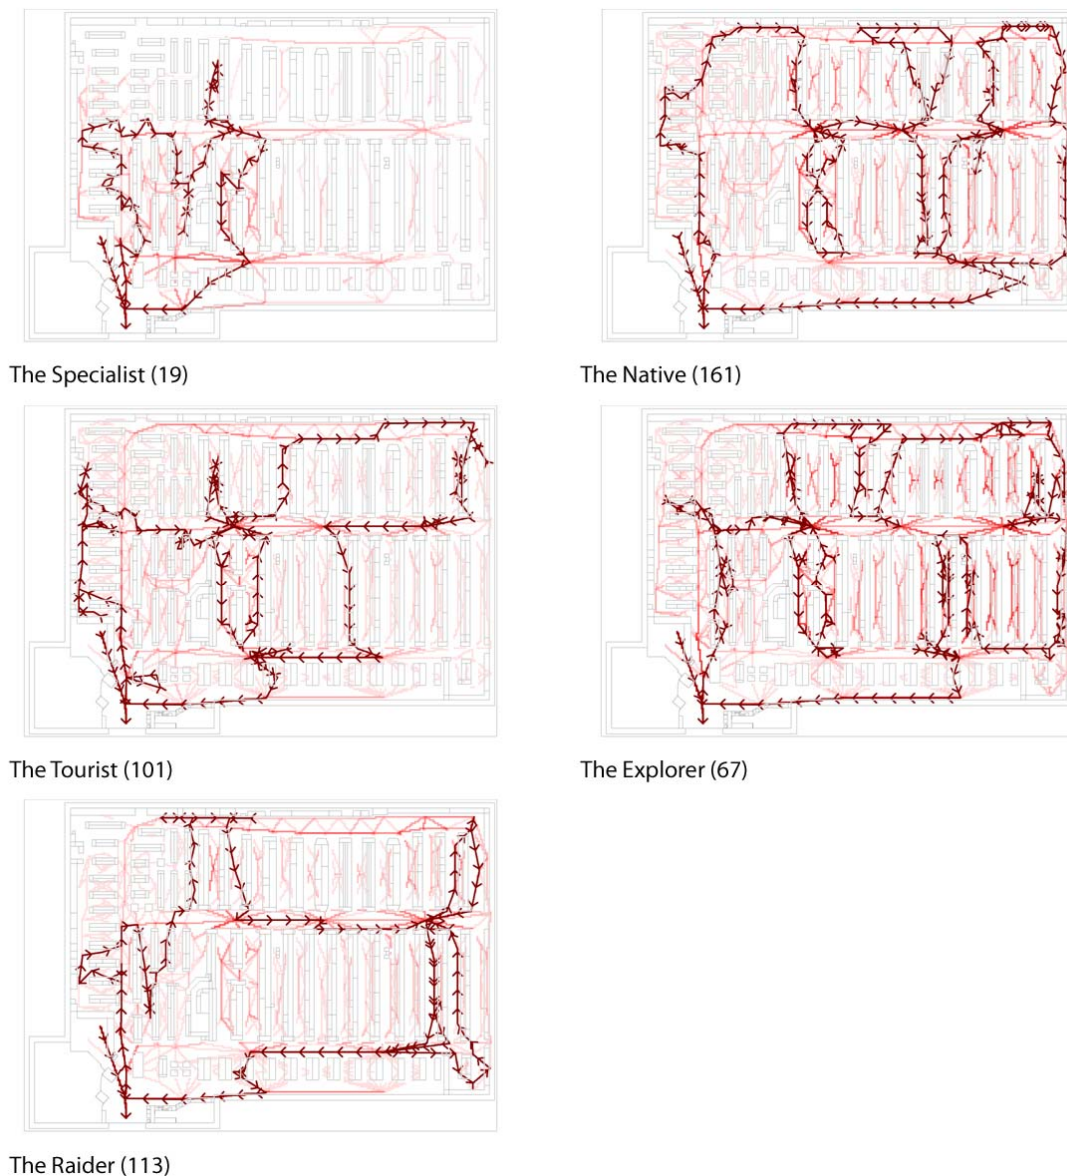 The Specialist (19)
The Native (161)
The Tourist (101)
The Explorer (67)
The Raider (113)